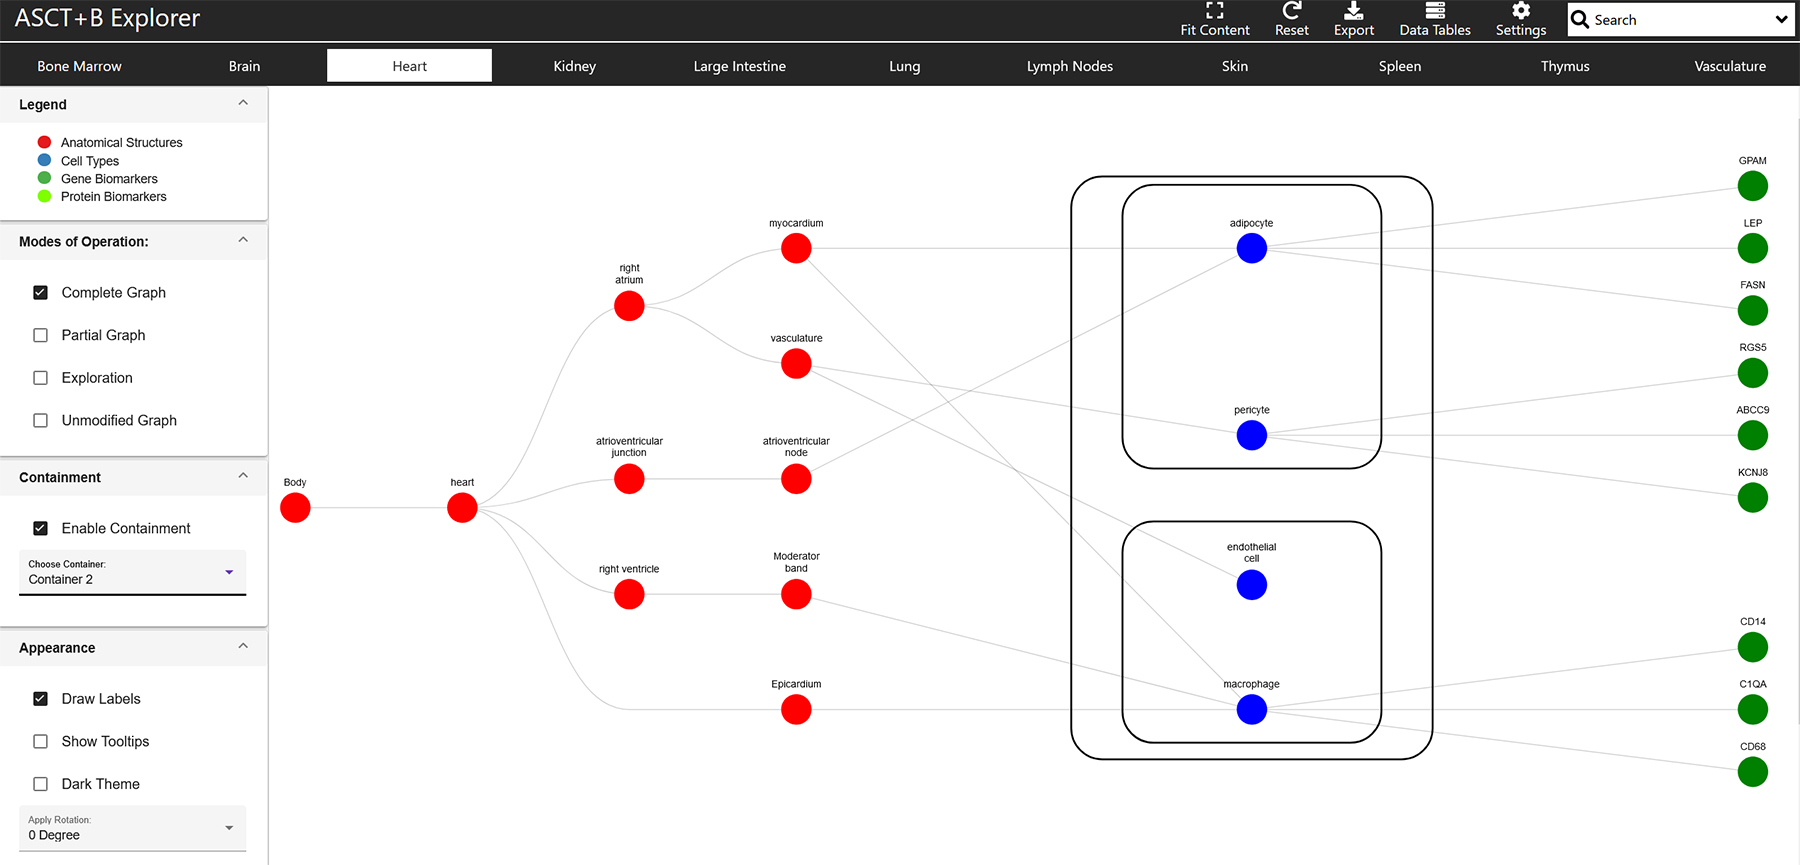 ASCT+B Explorer
Fit Content
Reset
Export
Data Tables
Settings
Search
Bone Marrow
Brain
Heart
Kidney
Large Intestine
Lung
Lymph Nodes
Skin
Spleen
Thymus
Vasculature
Legend
Anatomical Structures
Cell Types
Gene Biomarkers
Protein Biomarkers
Modes of Operation:
Complete Graph
Partial Graph
Exploration
Unmodified Graph
Containment
Enable Containment
Choose Container:
Container 2
Appearance
Draw Labels
Show Tooltips
Dark Theme
Apply Rotation:
0 Degree
Body
heart
right
atrium
atrioventricular
junction
right ventricle
myocardium
vasculature
atrioventricular
node
Moderator
band
Epicardium
adipocyte
pericyte
endothelial
cell
macrophage
GPAM
LEP
FASN
RGS5
ABCC9
KCNJ8
CD14
C1QA
CD68